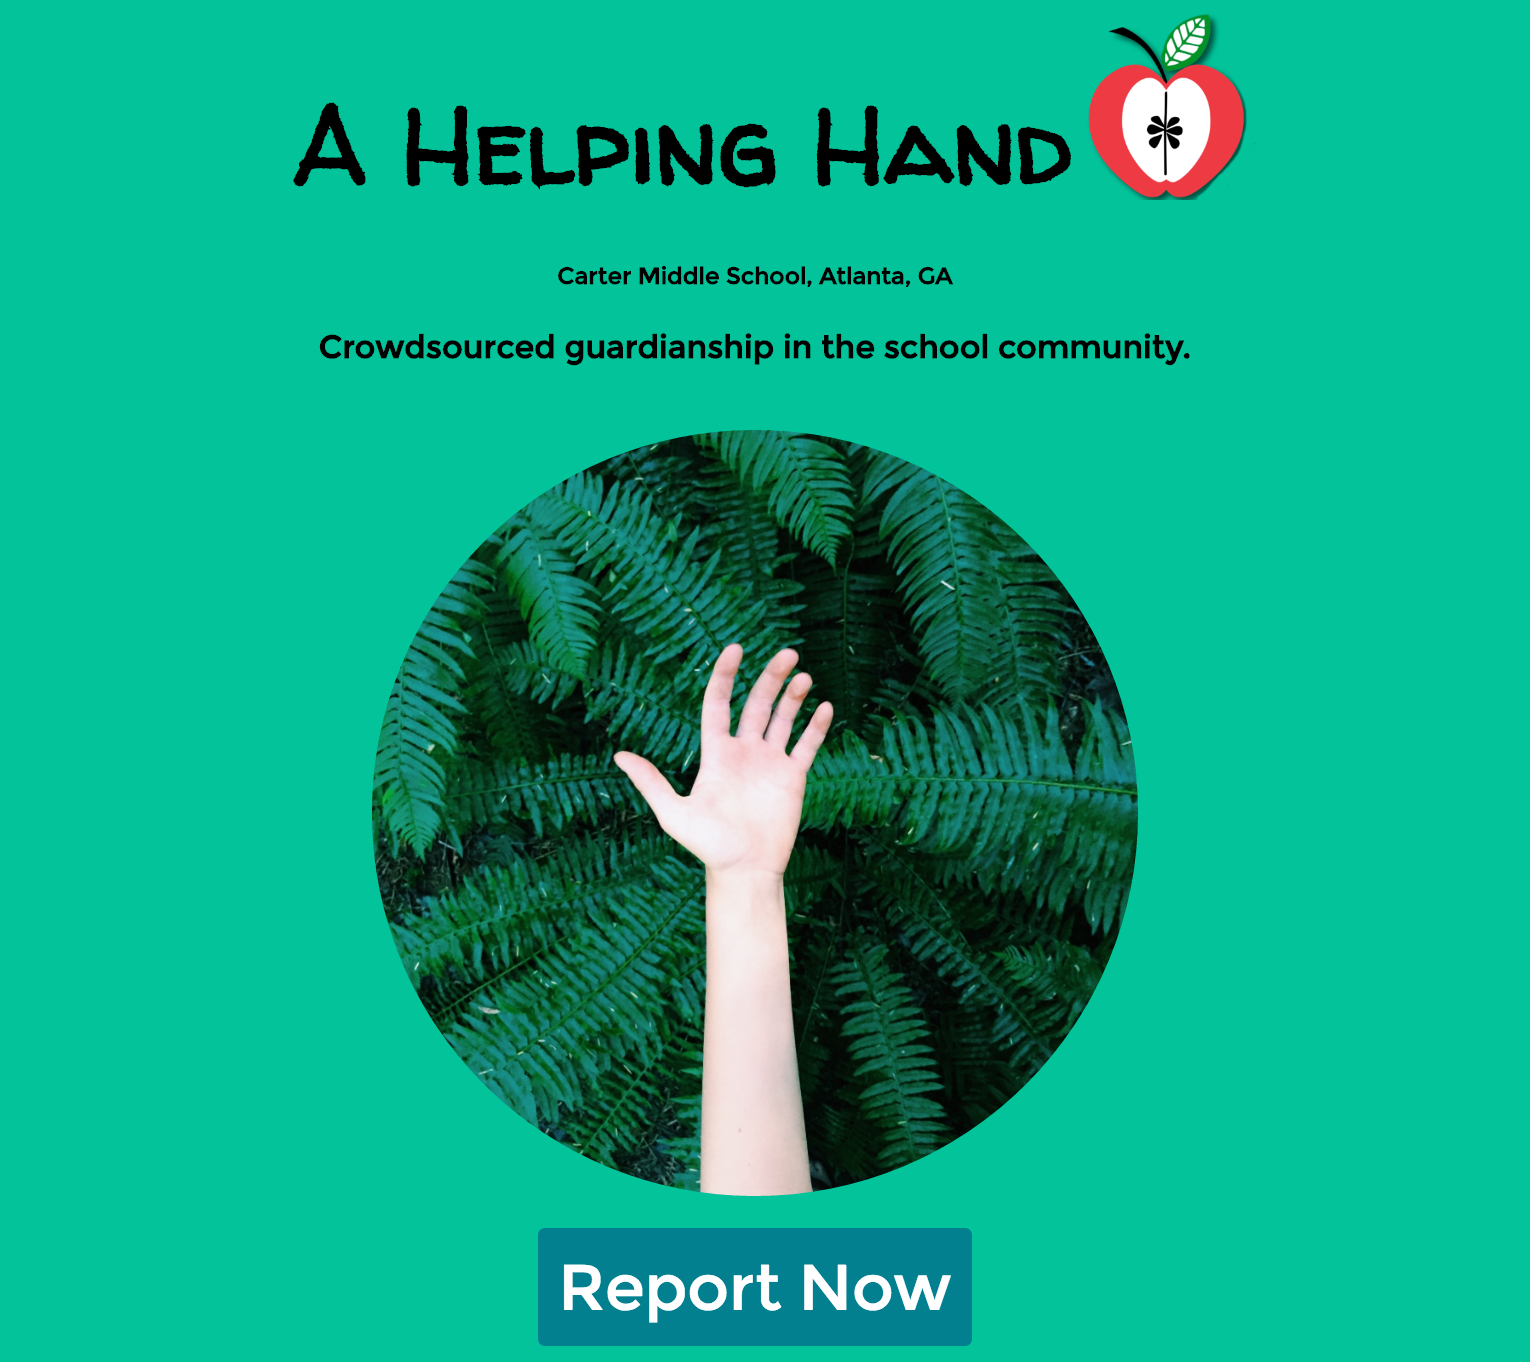 A Helping Hand
Carter Middle School, Atlanta, GA
Crowdsourced guardianship in the school community.
Report Now